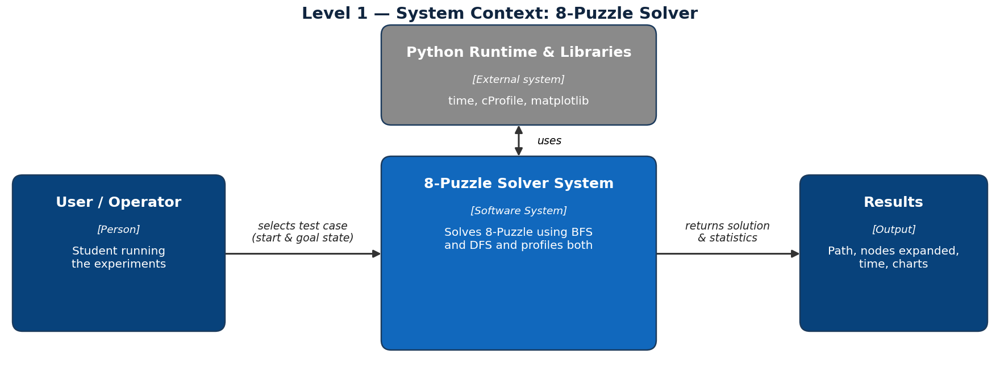 Level 1 — System Context: 8-Puzzle Solver
Python Runtime & Libraries
[External system]
time, cProfile, matplotlib
uses
User / Operator
[Person]
Student running
the experiments
selects test case
(start & goal state)
8-Puzzle Solver System
[Software System]
Solves 8-Puzzle using BFS
and DFS and profiles both
returns solution
& statistics
Results
[Output]
Path, nodes expanded,
time, charts